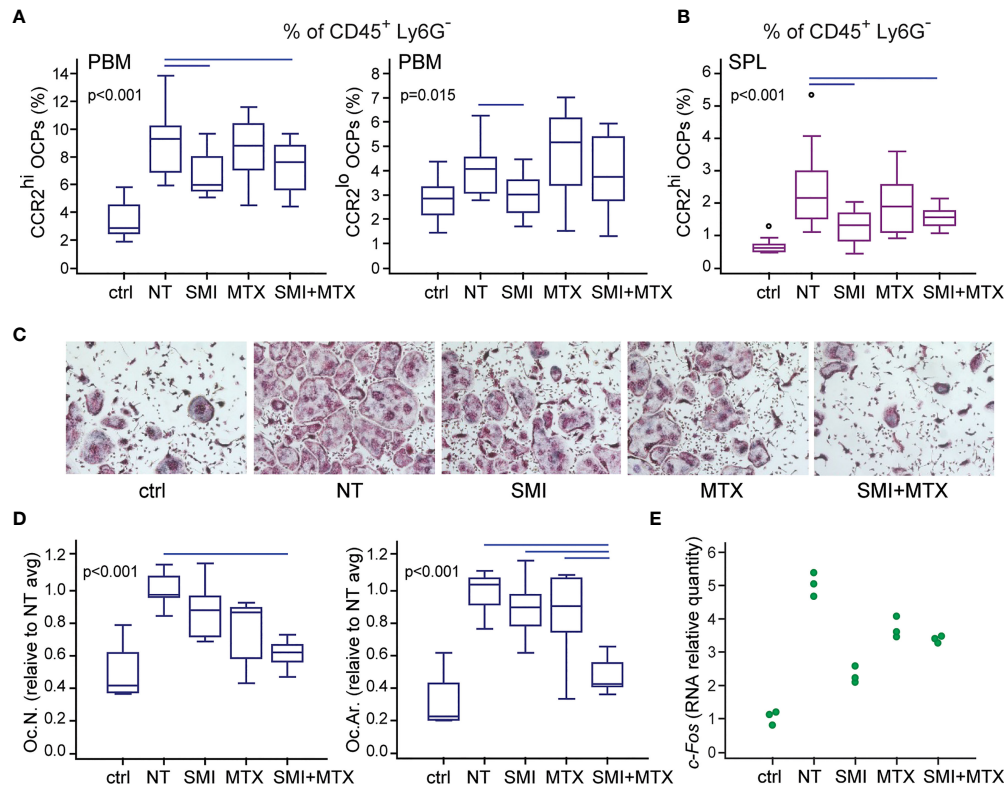 A
% of CD45+ Ly6G-
PBM
p<0.001
CCR2hi OCPs (%)
14
12
10
8
6
4
2
0
ctrl NT SMI MTX SMI+MTX
PBM
p=0.015
CCR2lo OCPs (%)
8
7
6
5
4
3
2
1
0
ctrl NT SMI MTX SMI+MTX
B
% of CD45+ Ly6G-
SPL
p<0.001
CCR2hi OCPs (%)
6
5
4
3
2
1
0
ctrl NT SMI MTX SMI+MTX
C
ctrl NT SMI MTX SMI+MTX
D
p<0.001
Oc.N. (relaive to NT avg)
1.2
1.0
0.8
0.6
0.4
0.2
0.0
ctrl NT SMI MTX SMI+MTX
p<0.001
Oc.Ar. (relaive to NT avg)
1.2
1.0
0.8
0.6
0.4
0.2
0.0
ctrl NT SMI MTX SMI+MTX
E
c-Fos (RNA relative quantity)
6
5
4
3
2
1
0
ctrl NT SMI MTX SMI+MTX